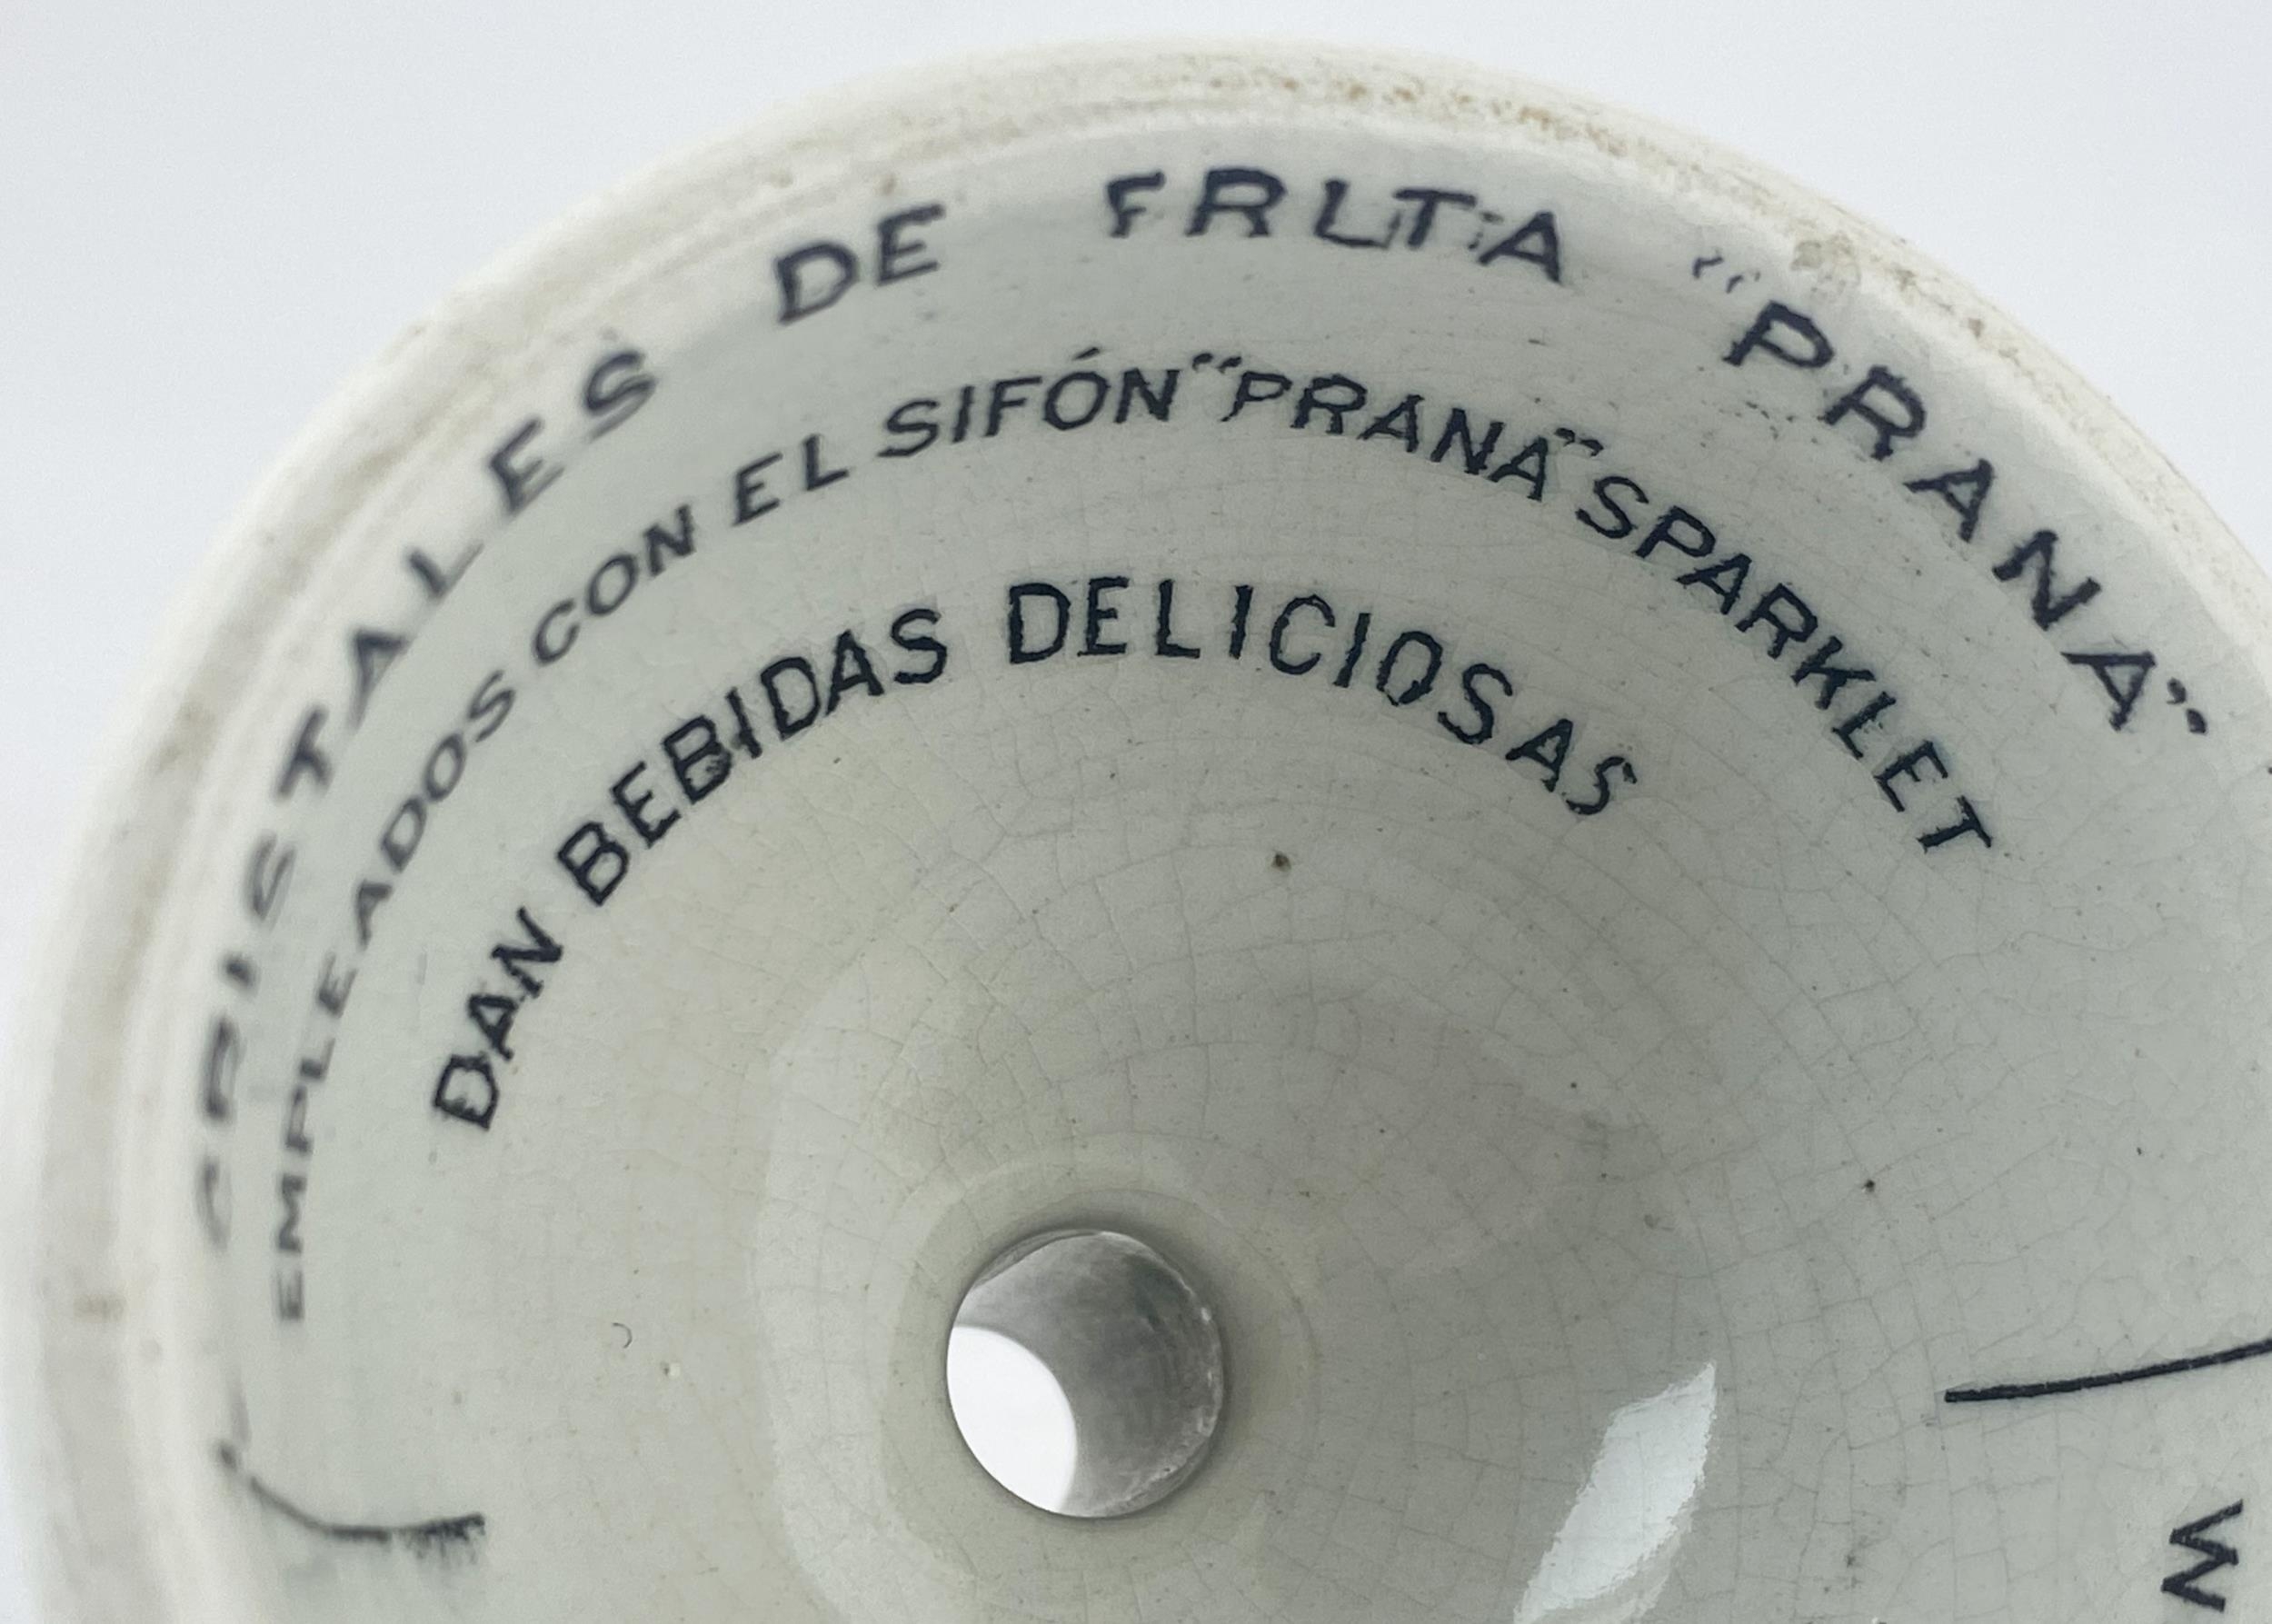 CRISTALES DE FRUTA “PRANA”
EMPLEADOS CON EL SIFÓN “PRANA” SPARKLET
DAN BEBIDAS DELICIOSAS